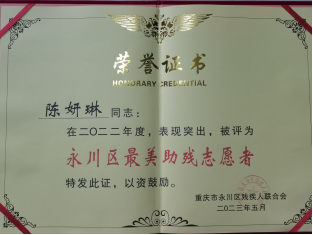 荣誉证书
HONORARY CREDENTIAL
陈妍琳同志：
在二〇二二年度，表现突出，被评为
永川区最美助残志愿者
特发此证，以资鼓励。
重庆市永川区残疾人联合会
二〇二三年五月